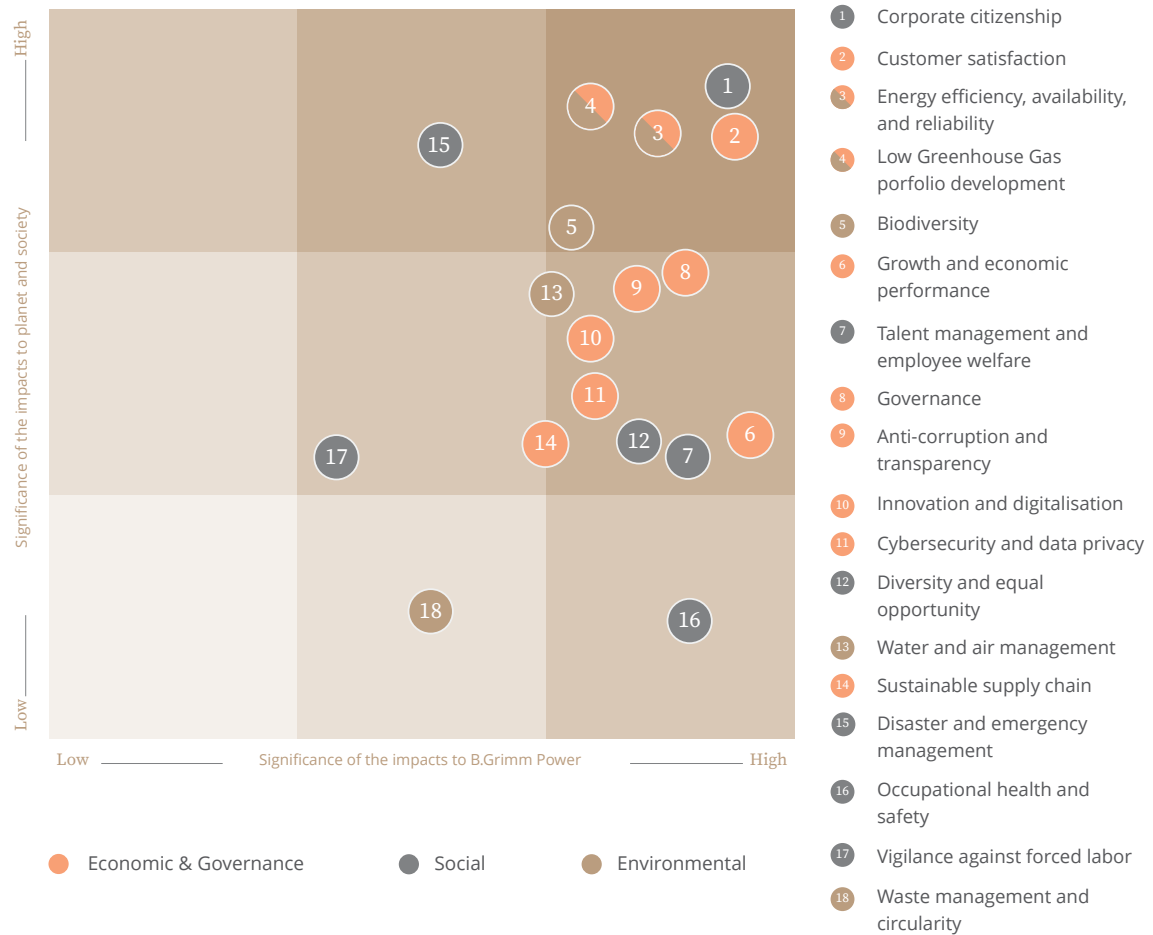 High
Significance of the impacts to planet and society
Low
1
4
3
2
15
5
8
9
13
10
11
6
12
14
7
17
18
16
Low
Significance of the impacts to B.Grimm Power
High
Economic & Governance
Social
Environmental
1 Corporate citizenship
2 Customer satisfaction
3 Energy efficiency, availability,
and reliability
4 Low Greenhouse Gas
porfolio development
5 Biodiversity
6 Growth and economic
performance
7 Talent management and
employee welfare
8 Governance
9 Anti-corruption and
transparency
10 Innovation and digitalisation
11 Cybersecurity and data privacy
12 Diversity and equal
opportunity
13 Water and air management
14 Sustainable supply chain
15 Disaster and emergency
management
16 Occupational health and
safety
17 Vigilance against forced labor
18 Waste management and
circularity